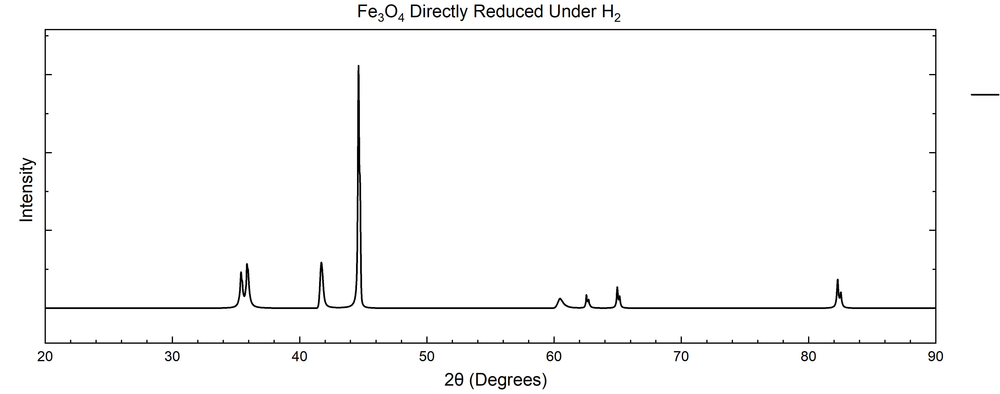 Fe₃O₄ Directly Reduced Under H₂
Intensity
20 30 40 50 60 70 80 90
2θ (Degrees)